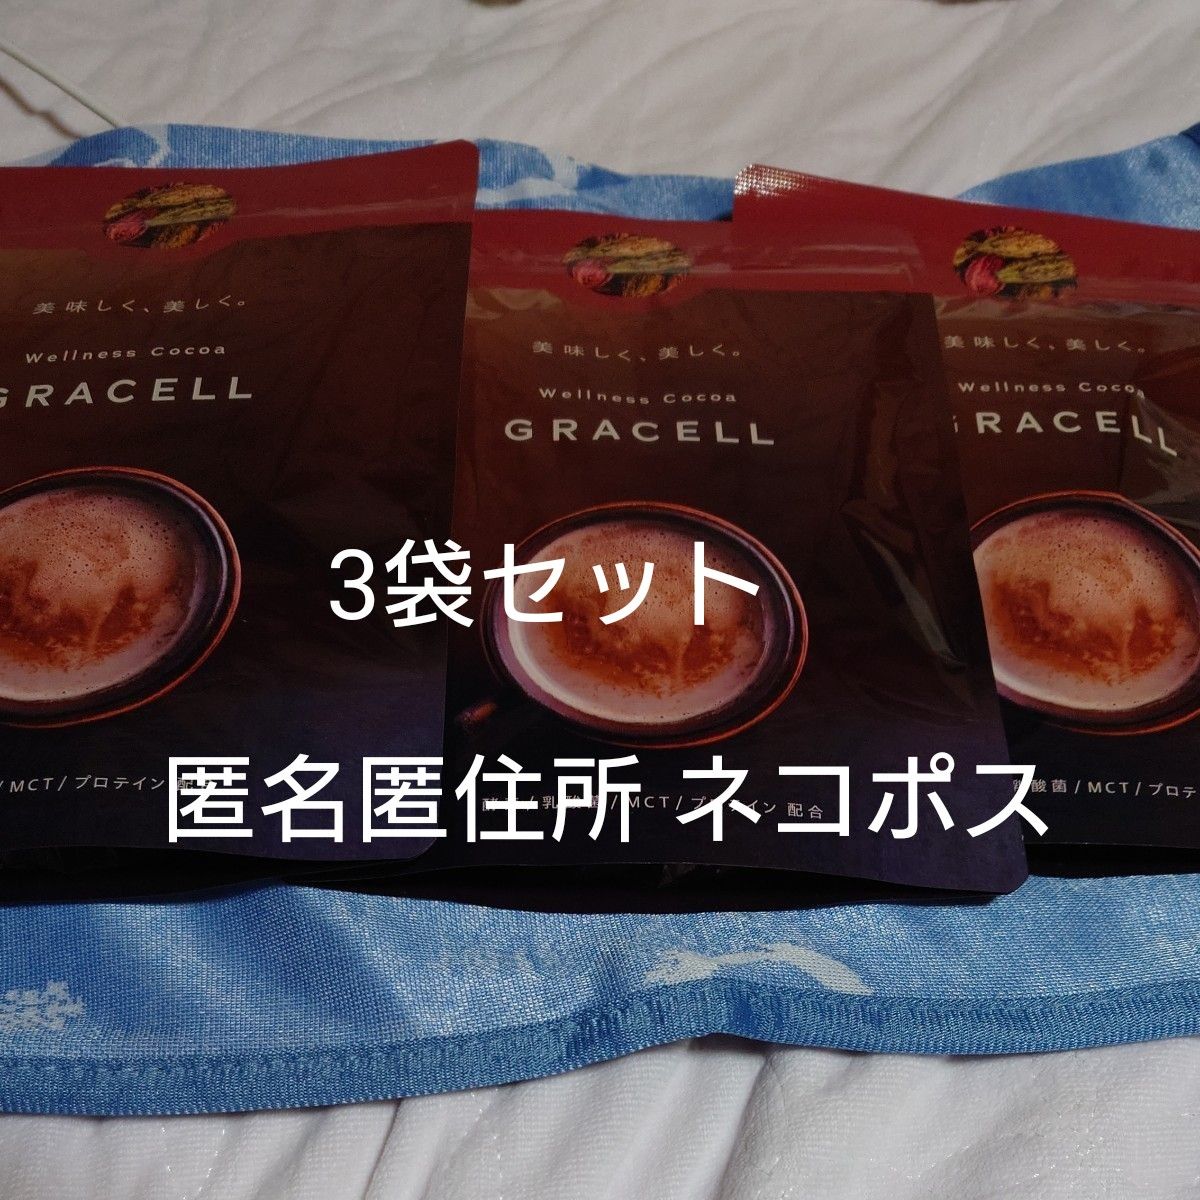 美味しく、美しく。
Wellness Cocoa
GRACELL
/MCT/プロテイン 配合
美味しく、美しく。
Wellness Cocoa
GRACELL
/乳酸菌/MCT/プロテイン 配合
美味しく、美しく。
Wellness Cocoa
GRACELL
酸菌/MCT/プロテ
3袋セット
匿名匿住所 ネコポス